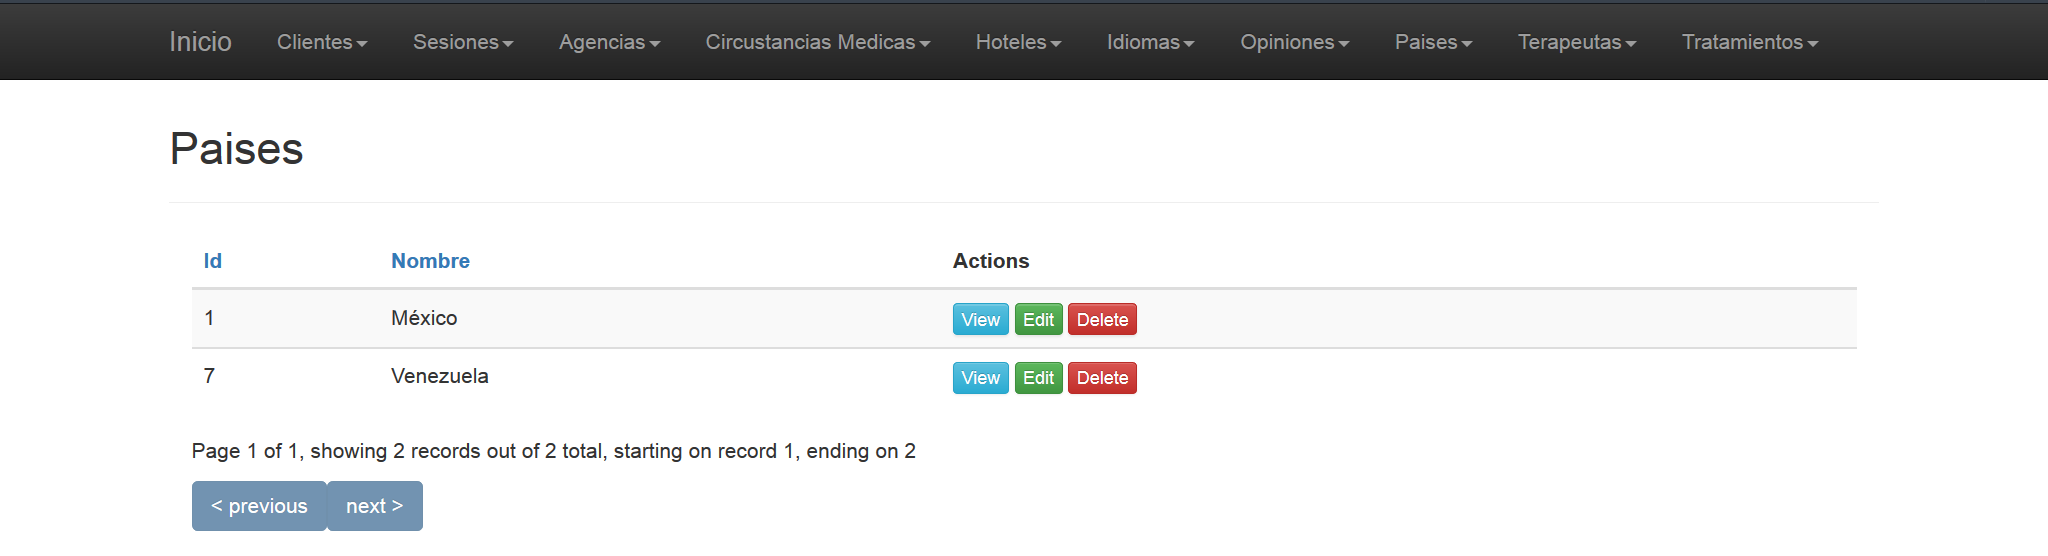 Inicio Clientes Sesiones Agencias Circustancias Medicas Hoteles Idiomas Opiniones Paises Terapeutas Tratamientos
Paises
Id Nombre Actions
1 México View Edit Delete
7 Venezuela View Edit Delete
Page 1 of 1, showing 2 records out of 2 total, starting on record 1, ending on 2
< previous next >